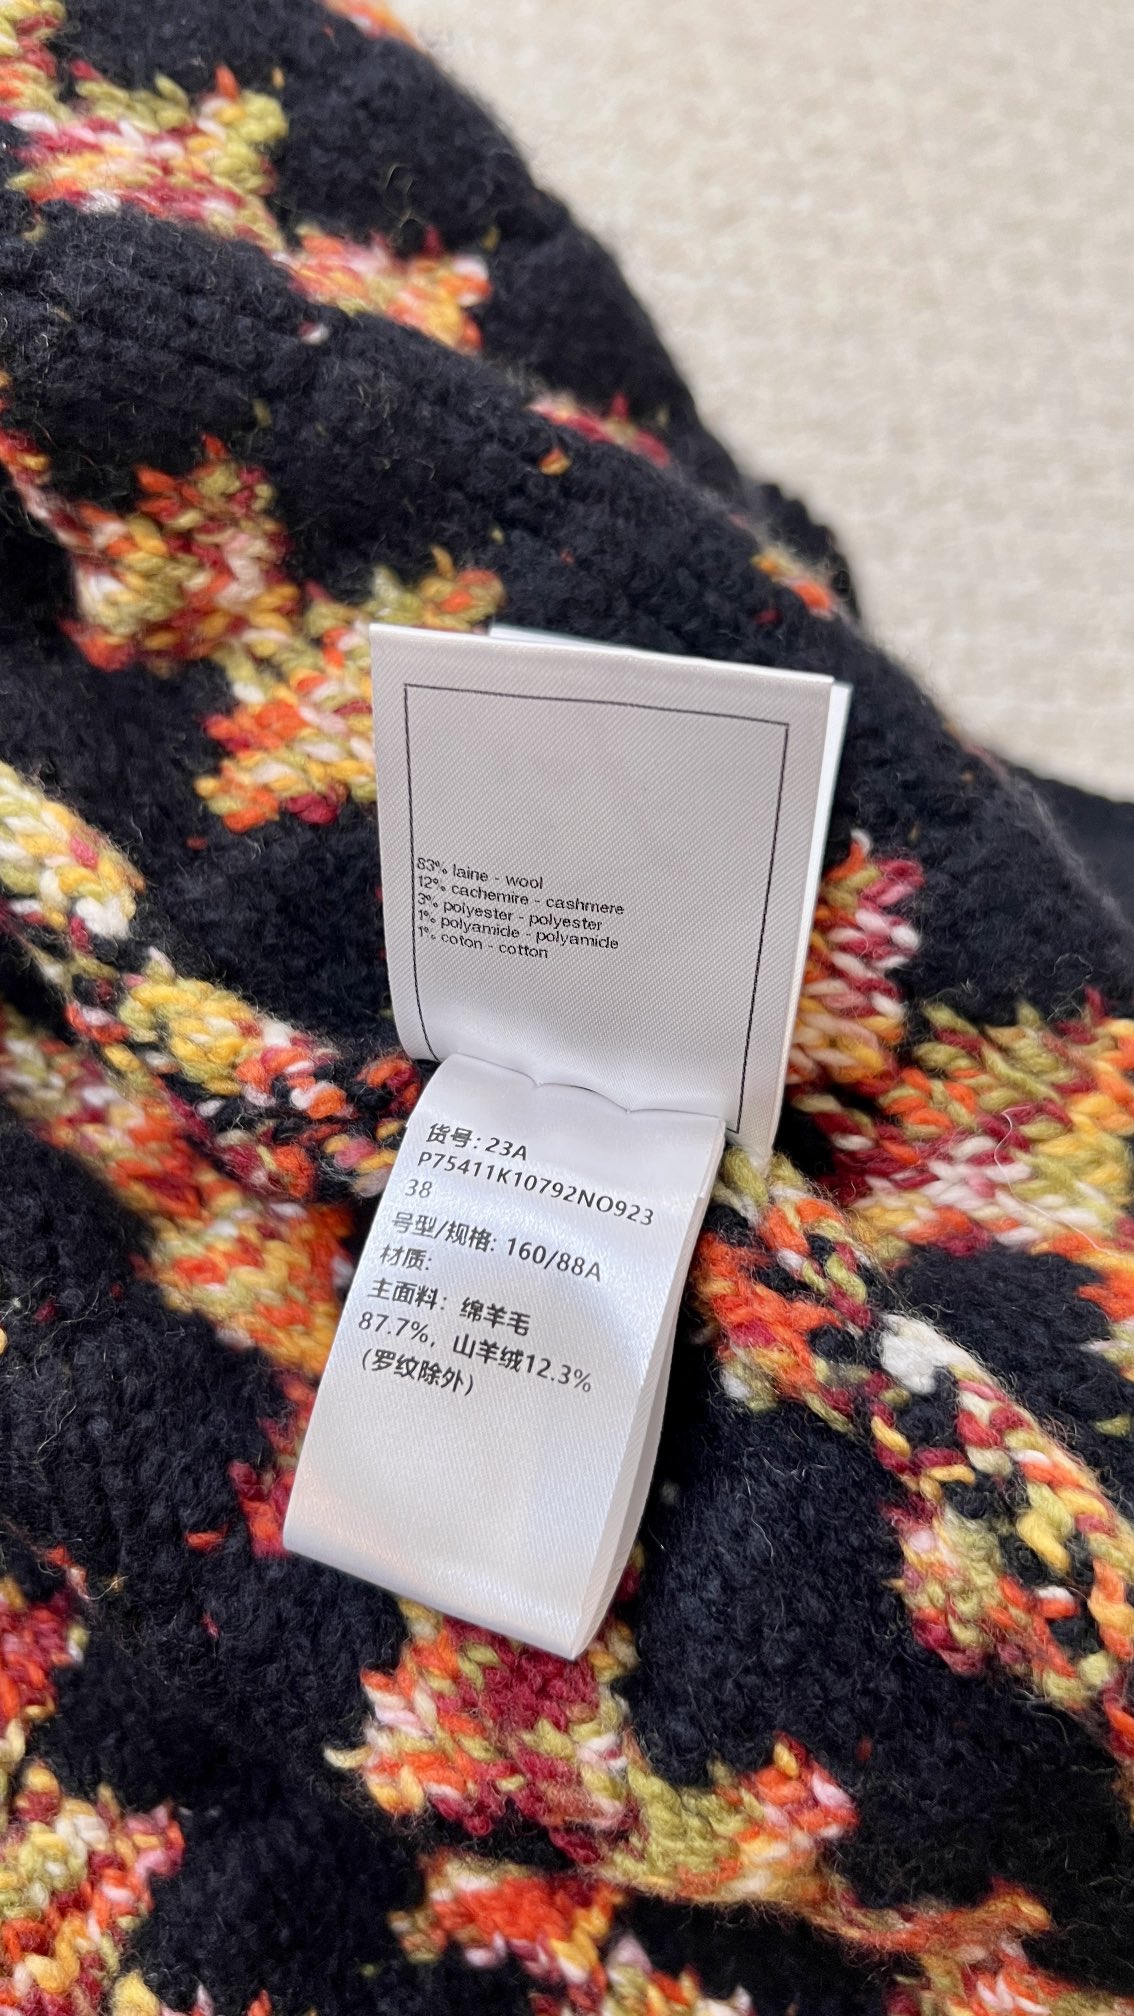 83% laine - wool
12% cachemire - cashmere
3% polyester - polyester
1% polyamide - polyamide
1% coton - cotton
货号: 23A
P75411K10792NO923
38
号型/规格: 160/88A
材质:
主面料：绵羊毛
87.7%，山羊绒12.3%
（罗纹除外）